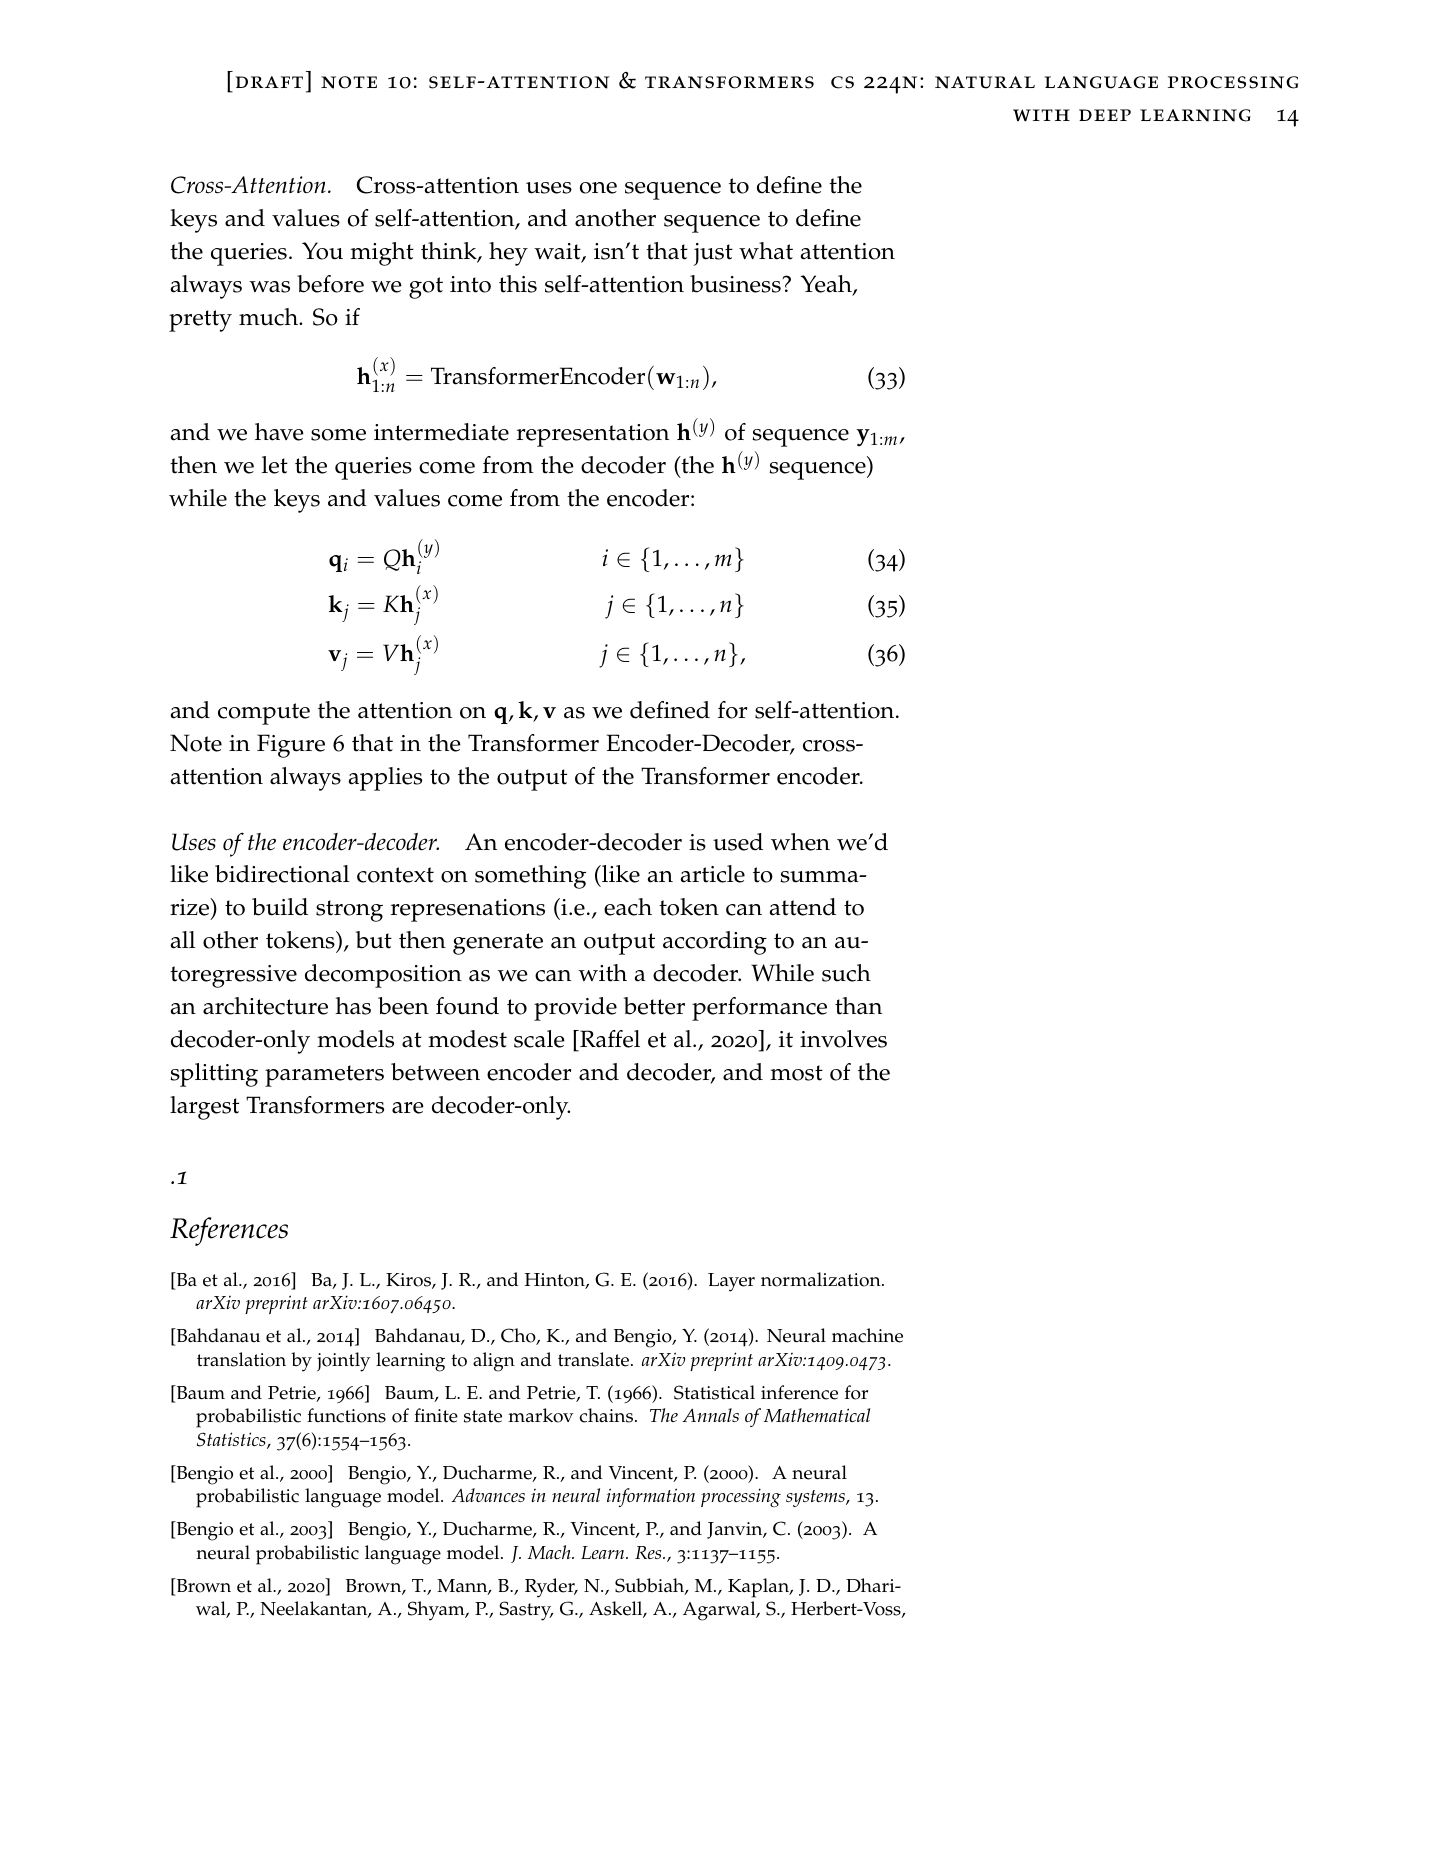 [DRAFT] NOTE 10: SELF-ATTENTION & TRANSFORMERS CS 224N: NATURAL LANGUAGE PROCESSING
WITH DEEP LEARNING 14
Cross-Attention. Cross-attention uses one sequence to define the
keys and values of self-attention, and another sequence to define
the queries. You might think, hey wait, isn't that just what attention
always was before we got into this self-attention business? Yeah,
pretty much. So if
h_{1:n}^{(x)} = TransformerEncoder(w_{1:n}), (33)
and we have some intermediate representation h^{(y)} of sequence y_{1:m},
then we let the queries come from the decoder (the h^{(y)} sequence)
while the keys and values come from the encoder:
q_i = Qh_i^{(y)} i ∈ {1, . . . , m} (34)
k_j = Kh_j^{(x)} j ∈ {1, . . . , n} (35)
v_j = Vh_j^{(x)} j ∈ {1, . . . , n}, (36)
and compute the attention on q, k, v as we defined for self-attention.
Note in Figure 6 that in the Transformer Encoder-Decoder, cross-
attention always applies to the output of the Transformer encoder.
Uses of the encoder-decoder. An encoder-decoder is used when we'd
like bidirectional context on something (like an article to summa-
rize) to build strong represenations (i.e., each token can attend to
all other tokens), but then generate an output according to an au-
toregressive decomposition as we can with a decoder. While such
an architecture has been found to provide better performance than
decoder-only models at modest scale [Raffel et al., 2020], it involves
splitting parameters between encoder and decoder, and most of the
largest Transformers are decoder-only.
.1
References
[Ba et al., 2016] Ba, J. L., Kiros, J. R., and Hinton, G. E. (2016). Layer normalization.
arXiv preprint arXiv:1607.06450.
[Bahdanau et al., 2014] Bahdanau, D., Cho, K., and Bengio, Y. (2014). Neural machine
translation by jointly learning to align and translate. arXiv preprint arXiv:1409.0473.
[Baum and Petrie, 1966] Baum, L. E. and Petrie, T. (1966). Statistical inference for
probabilistic functions of finite state markov chains. The Annals of Mathematical
Statistics, 37(6):1554–1563.
[Bengio et al., 2000] Bengio, Y., Ducharme, R., and Vincent, P. (2000). A neural
probabilistic language model. Advances in neural information processing systems, 13.
[Bengio et al., 2003] Bengio, Y., Ducharme, R., Vincent, P., and Janvin, C. (2003). A
neural probabilistic language model. J. Mach. Learn. Res., 3:1137–1155.
[Brown et al., 2020] Brown, T., Mann, B., Ryder, N., Subbiah, M., Kaplan, J. D., Dhari-
wal, P., Neelakantan, A., Shyam, P., Sastry, G., Askell, A., Agarwal, S., Herbert-Voss,